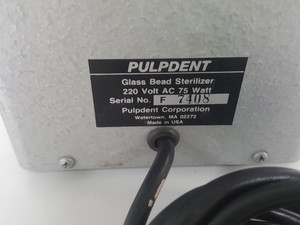 PULPDENT
Glass Bead Sterilizer
220 Volt AC 75 Watt
Serial No. F 7408
Pulpdent Corporation
Watertown, MA 02272
Made in USA